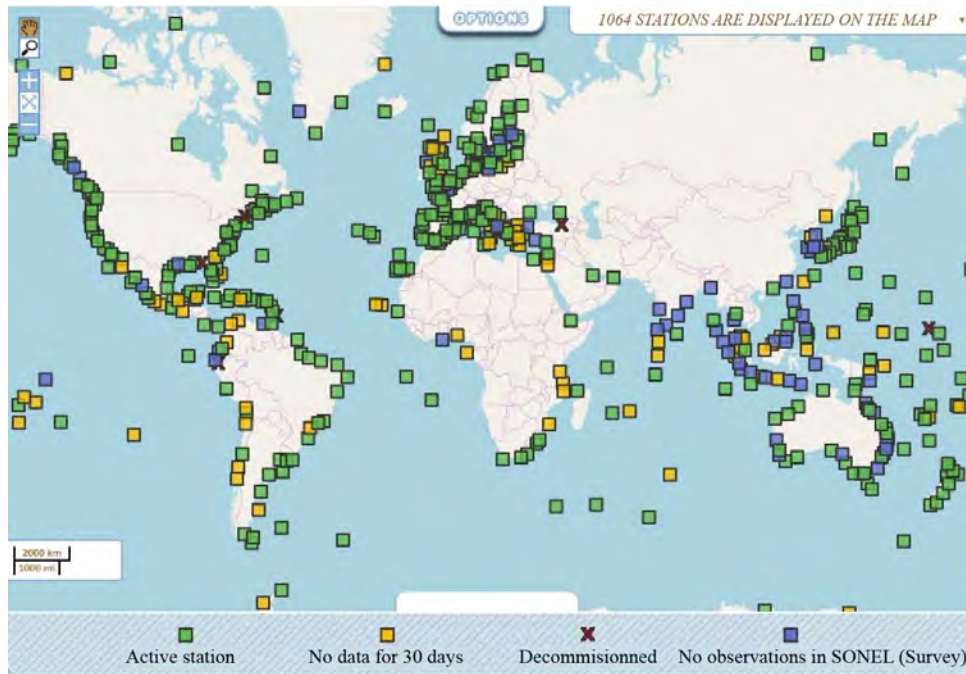 OPTIONS
1064 STATIONS ARE DISPLAYED ON THE MAP
2000 km
1000 mi
Active station
No data for 30 days
Decommisionned
No observations in SONEL (Survey)